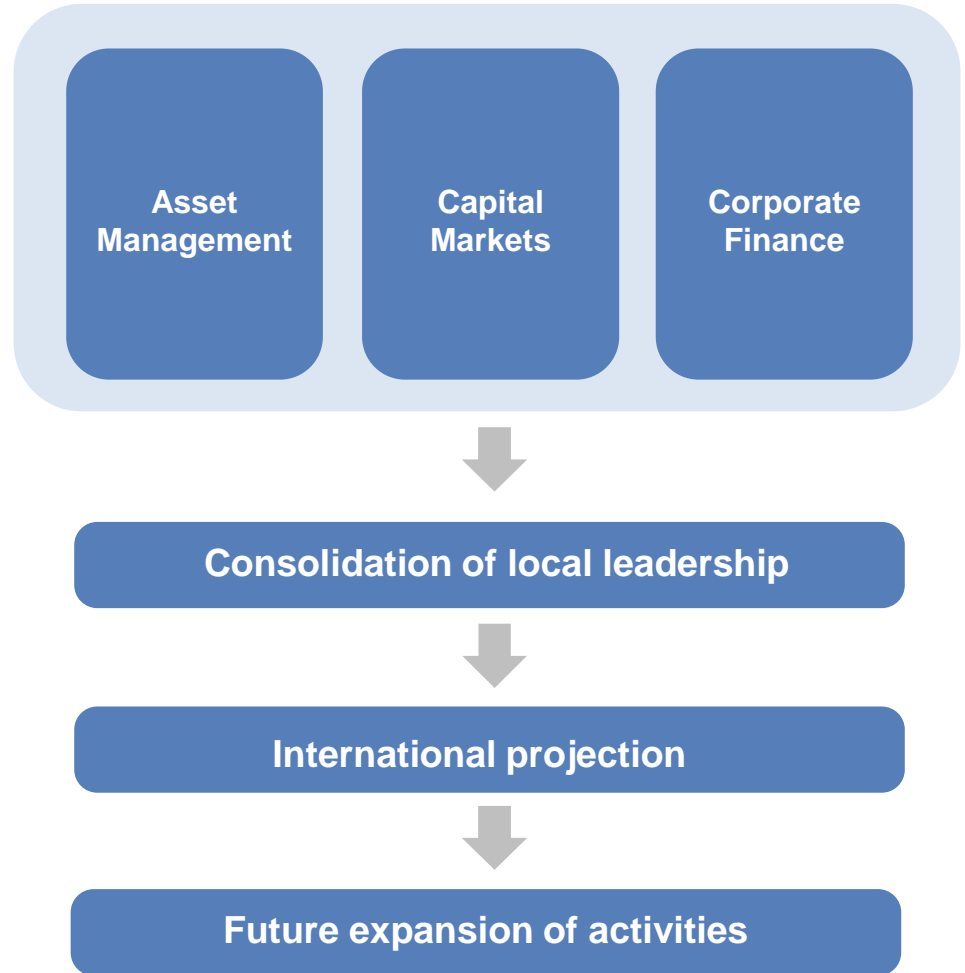 Asset
Management
Capital
Markets
Corporate
Finance
Consolidation of local leadership
International projection
Future expansion of activities